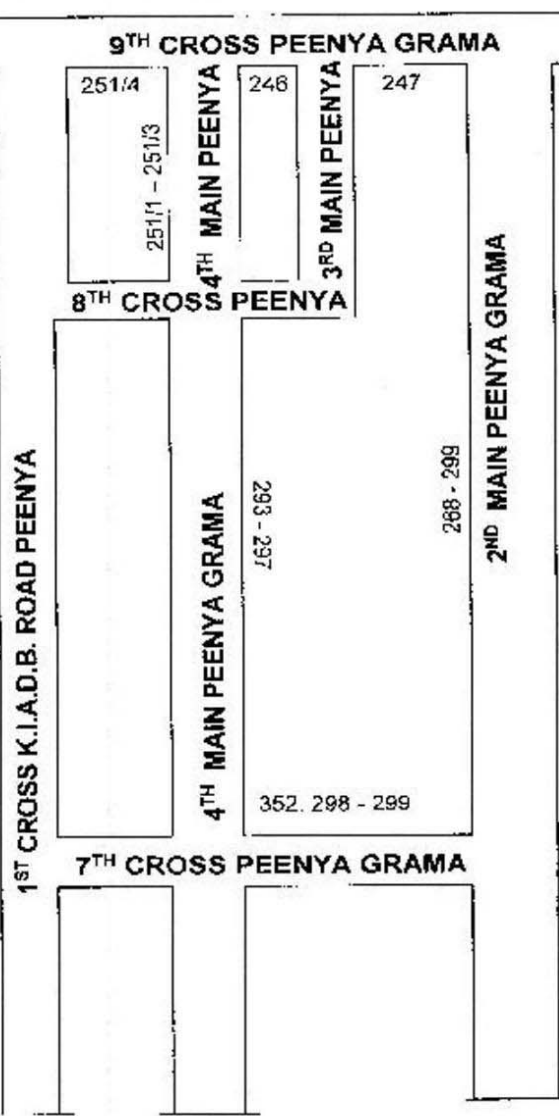 9TH CROSS PEENYA GRAMA
251/4
246
247
251/1 - 251/3
4TH MAIN PEENYA
3RD MAIN PEENYA
8TH CROSS PEENYA
2ND MAIN PEENYA GRAMA
1ST CROSS K.I.A.D.B. ROAD PEENYA
4TH MAIN PEENYA GRAMA
293 - 297
268 - 299
352. 298 - 299
7TH CROSS PEENYA GRAMA